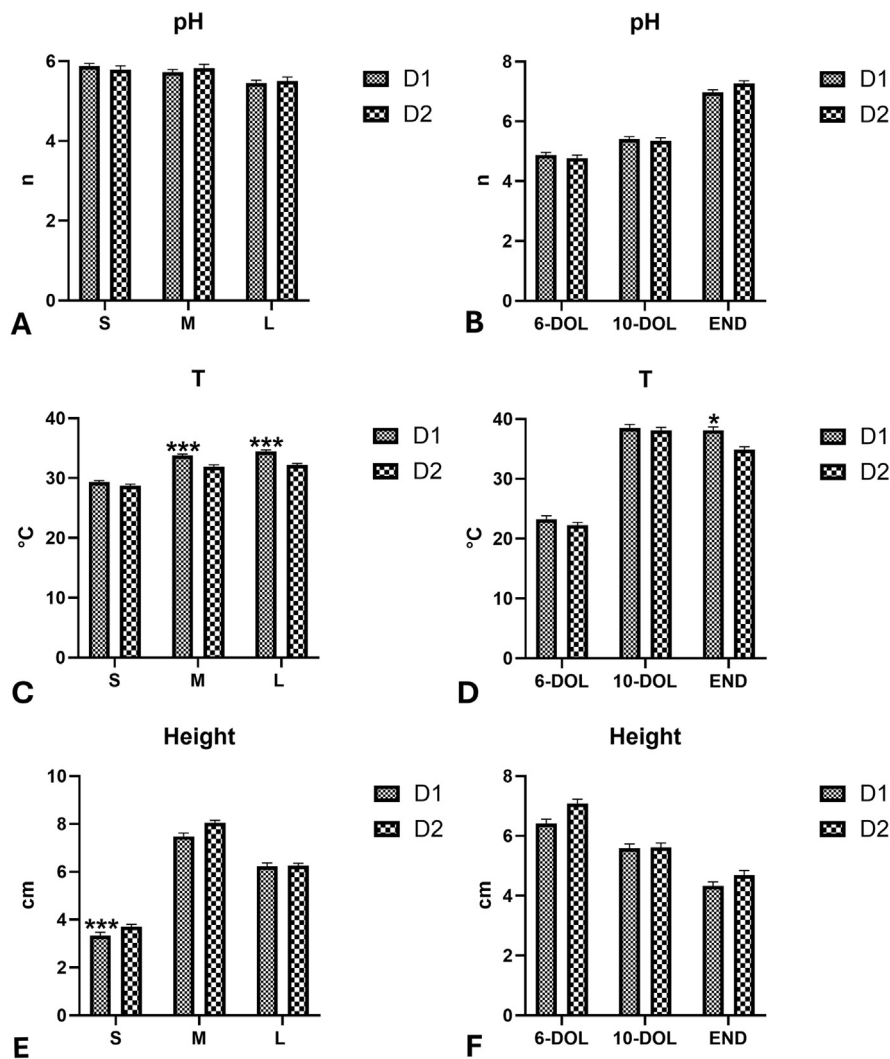 pH
6
4
2
0
n
S
M
L
D1
D2
A
pH
8
6
4
2
0
n
6-DOL
10-DOL
END
D1
D2
B
T
40
30
20
10
0
°C
***
***
S
M
L
D1
D2
C
T
40
30
20
10
0
°C
*
6-DOL
10-DOL
END
D1
D2
D
Height
10
8
6
4
2
0
cm
***
S
M
L
D1
D2
E
Height
8
6
4
2
0
cm
6-DOL
10-DOL
END
D1
D2
F